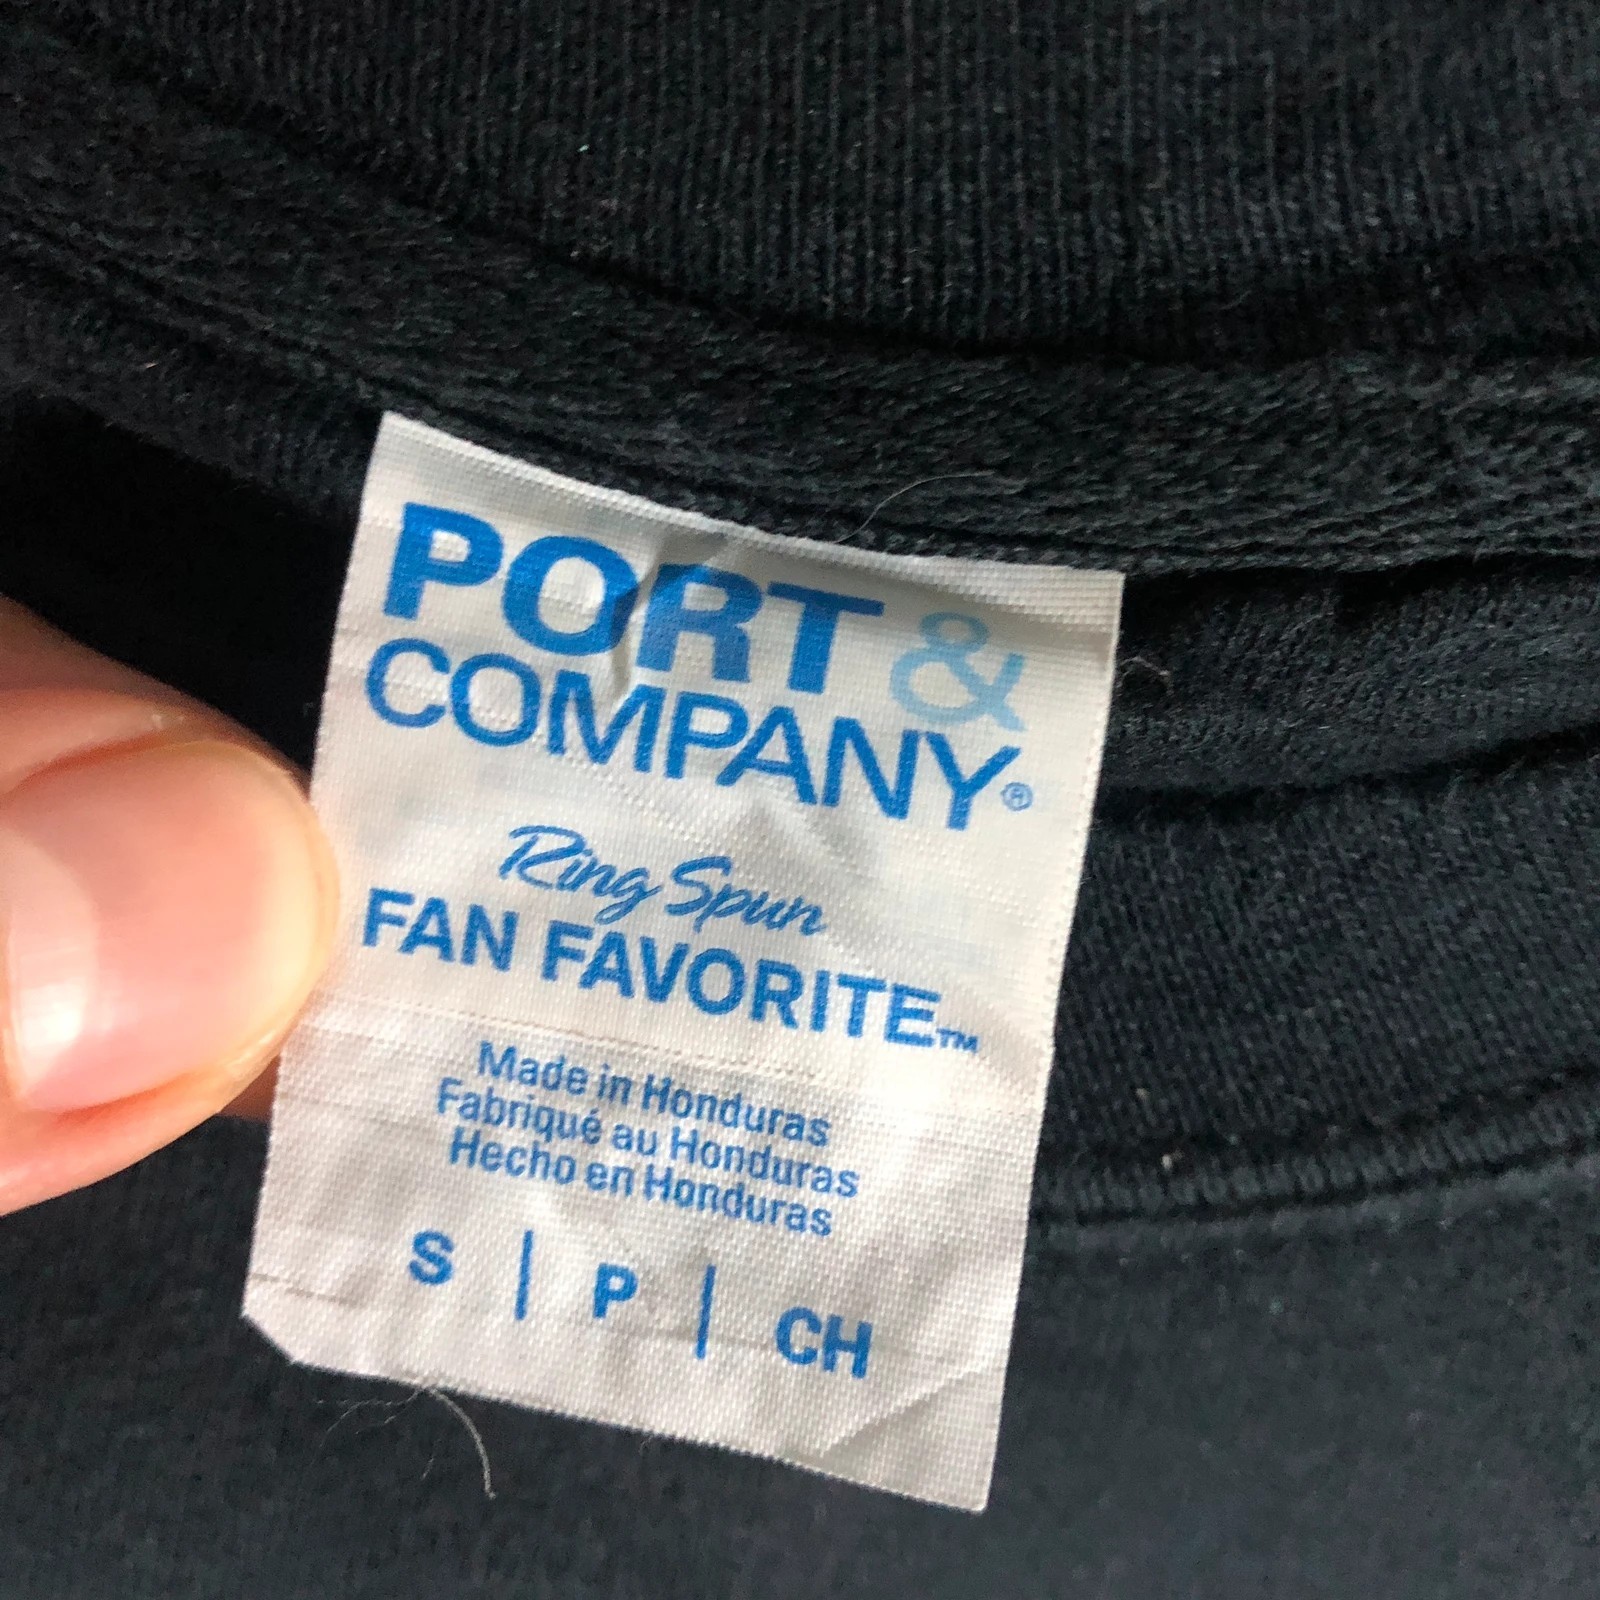 PORT &
COMPANY®
Ring Spun
FAN FAVORITE™
Made in Honduras
Fabriqué au Honduras
Hecho en Honduras
S | P | CH